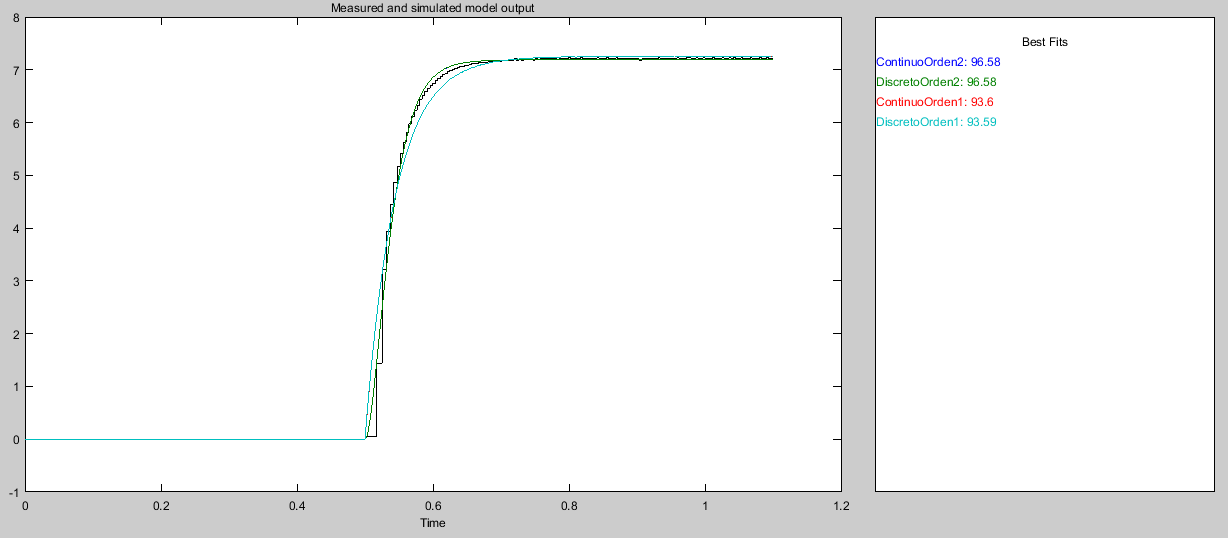 Measured and simulated model output
8
7
6
5
4
3
2
1
0
-1
0 0.2 0.4 0.6 0.8 1 1.2
Time
Best Fits
ContinuoOrden2: 96.58
DiscretoOrden2: 96.58
ContinuoOrden1: 93.6
DiscretoOrden1: 93.59